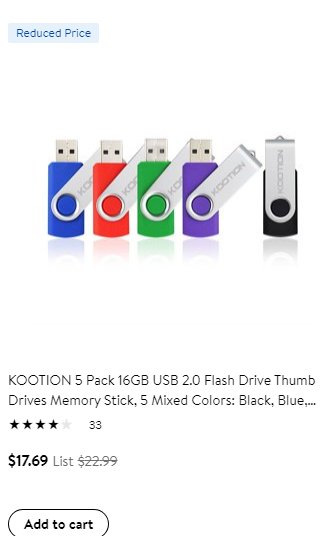 Reduced Price
KOOTION
KOOTION
KOOTION 5 Pack 16GB USB 2.0 Flash Drive Thumb
Drives Memory Stick, 5 Mixed Colors: Black, Blue,...
★★★★★ 33
$17.69 List $22.99
Add to cart